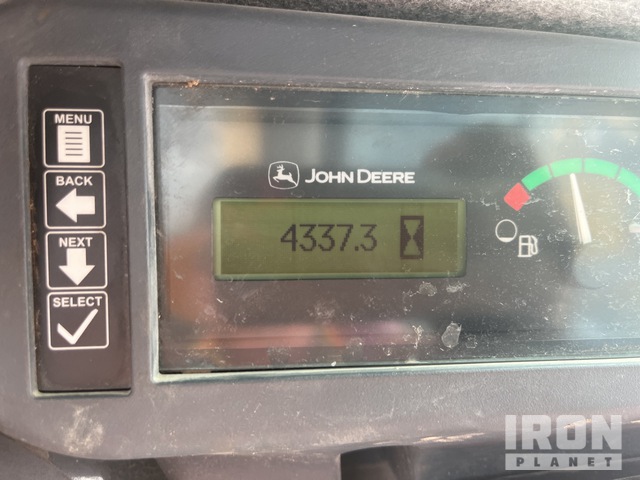 MENU
BACK
NEXT
SELECT
JOHN DEERE
4337.3
IRON
PLANET